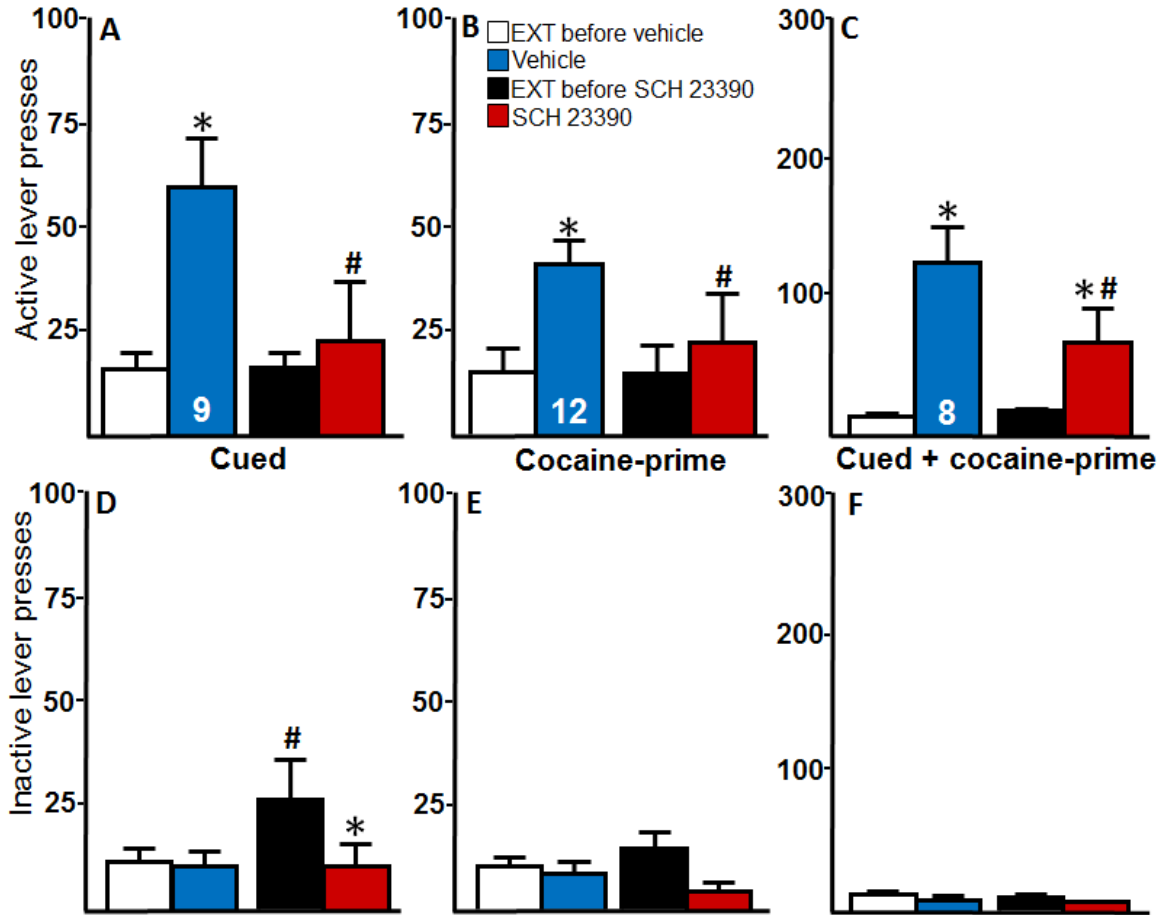 A
100
75
50
25
Active lever presses
*
9
#
Cued
B
100
75
50
25
EXT before vehicle
Vehicle
EXT before SCH 23390
SCH 23390
*
12
#
Cocaine-prime
C
300
200
100
*
8
*#
Cued + cocaine-prime
D
100
75
50
25
Inactive lever presses
#
*
E
100
75
50
25
F
300
200
100